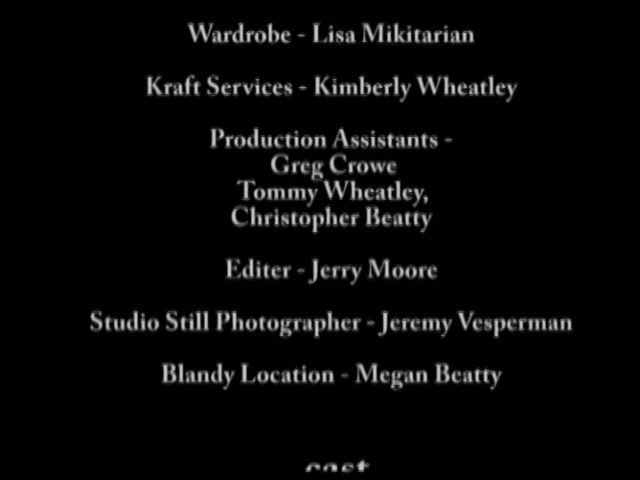 Wardrobe - Lisa Mikitarian
Kraft Services - Kimberly Wheatley
Production Assistants -
Greg Crowe
Tommy Wheatley,
Christopher Beatty
Editer - Jerry Moore
Studio Still Photographer - Jeremy Vesperman
Blandy Location - Megan Beatty
cast